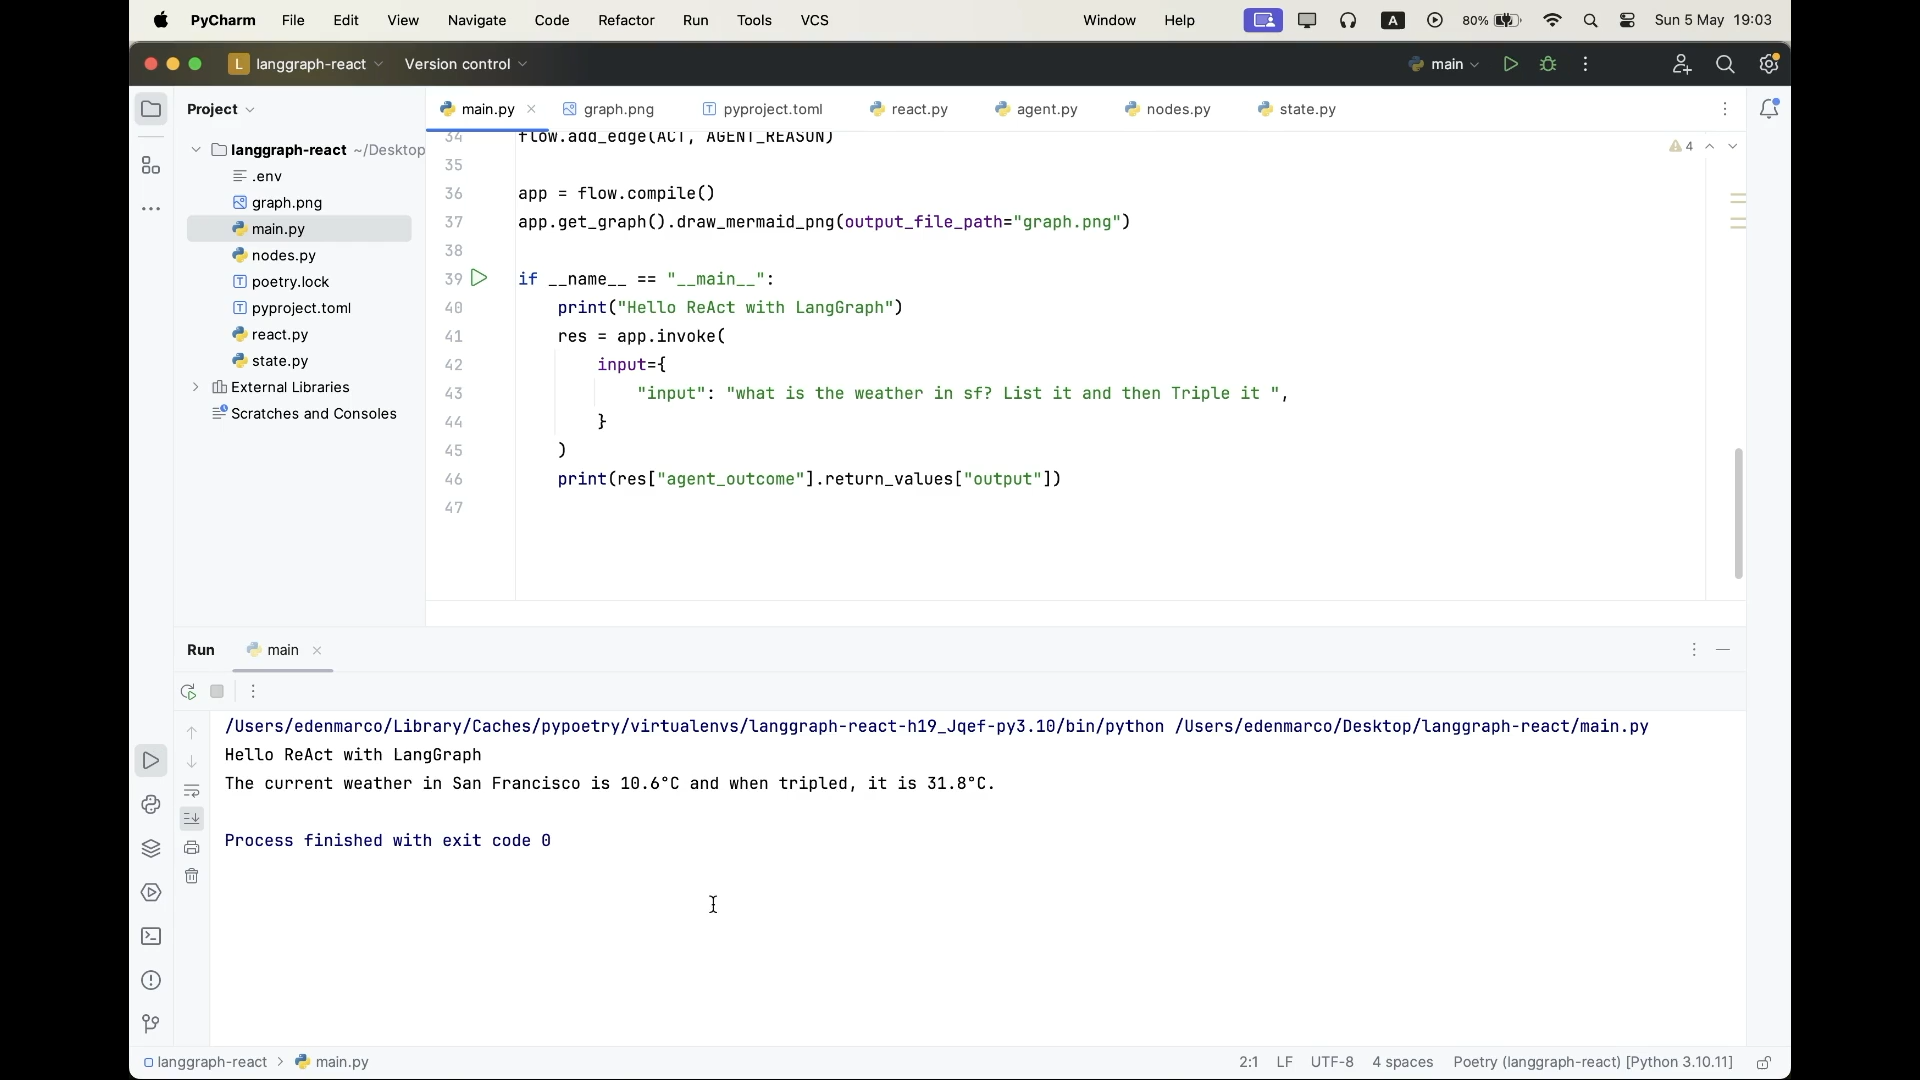 PyCharm File Edit View Navigate Code Refactor Run Tools VCS Window Help A 80% Sun 5 May 19:03
L langgraph-react Version control main
Project
main.py graph.png pyproject.toml react.py agent.py nodes.py state.py
langgraph-react ~/Desktop
.env
graph.png
main.py
nodes.py
poetry.lock
pyproject.toml
react.py
state.py
External Libraries
Scratches and Consoles
4
34 flow.add_edge(ACT, AGENT_REASON)
35
36 app = flow.compile()
37 app.get_graph().draw_mermaid_png(output_file_path="graph.png")
38
39 if __name__ == "__main__":
40 print("Hello ReAct with LangGraph")
41 res = app.invoke(
42 input={
43 "input": "what is the weather in sf? List it and then Triple it ",
44 }
45 )
46 print(res["agent_outcome"].return_values["output"])
47
Run main
/Users/edenmarco/Library/Caches/pypoetry/virtualenvs/langgraph-react-h19_Jqef-py3.10/bin/python /Users/edenmarco/Desktop/langgraph-react/main.py
Hello ReAct with LangGraph
The current weather in San Francisco is 10.6°C and when tripled, it is 31.8°C.
Process finished with exit code 0
langgraph-react > main.py 2:1 LF UTF-8 4 spaces Poetry (langgraph-react) [Python 3.10.11]